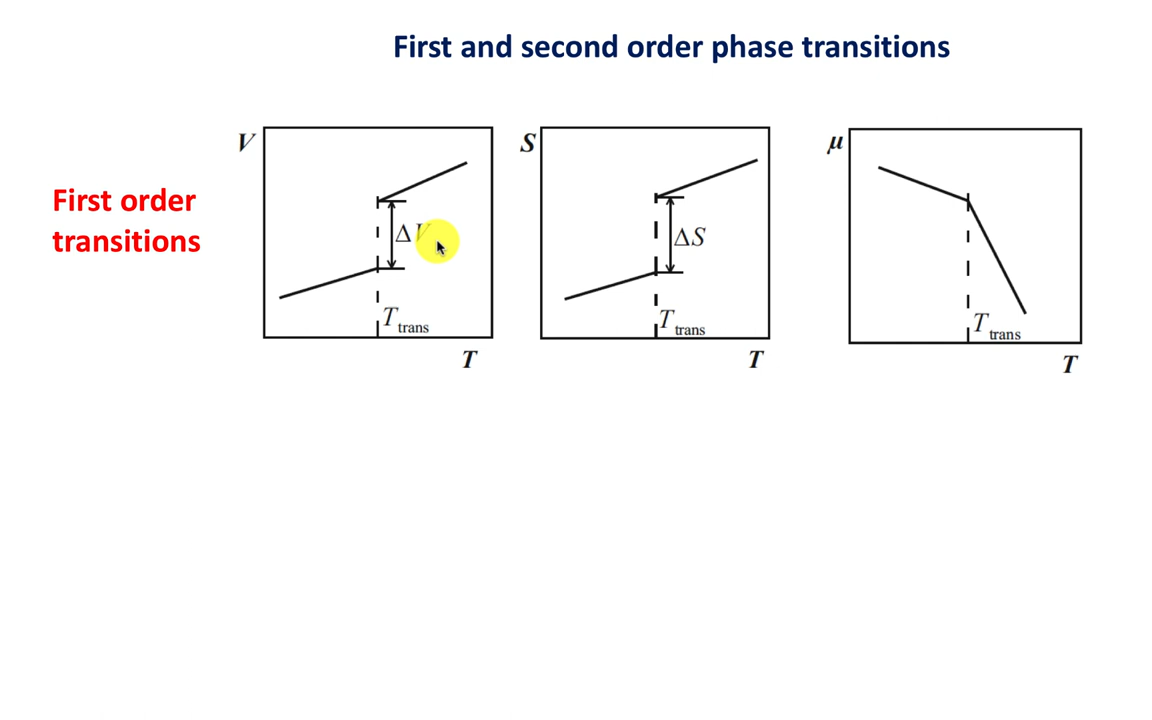 First and second order phase transitions
First order
transitions
V
ΔV
T trans
T
S
ΔS
T trans
T
μ
T trans
T